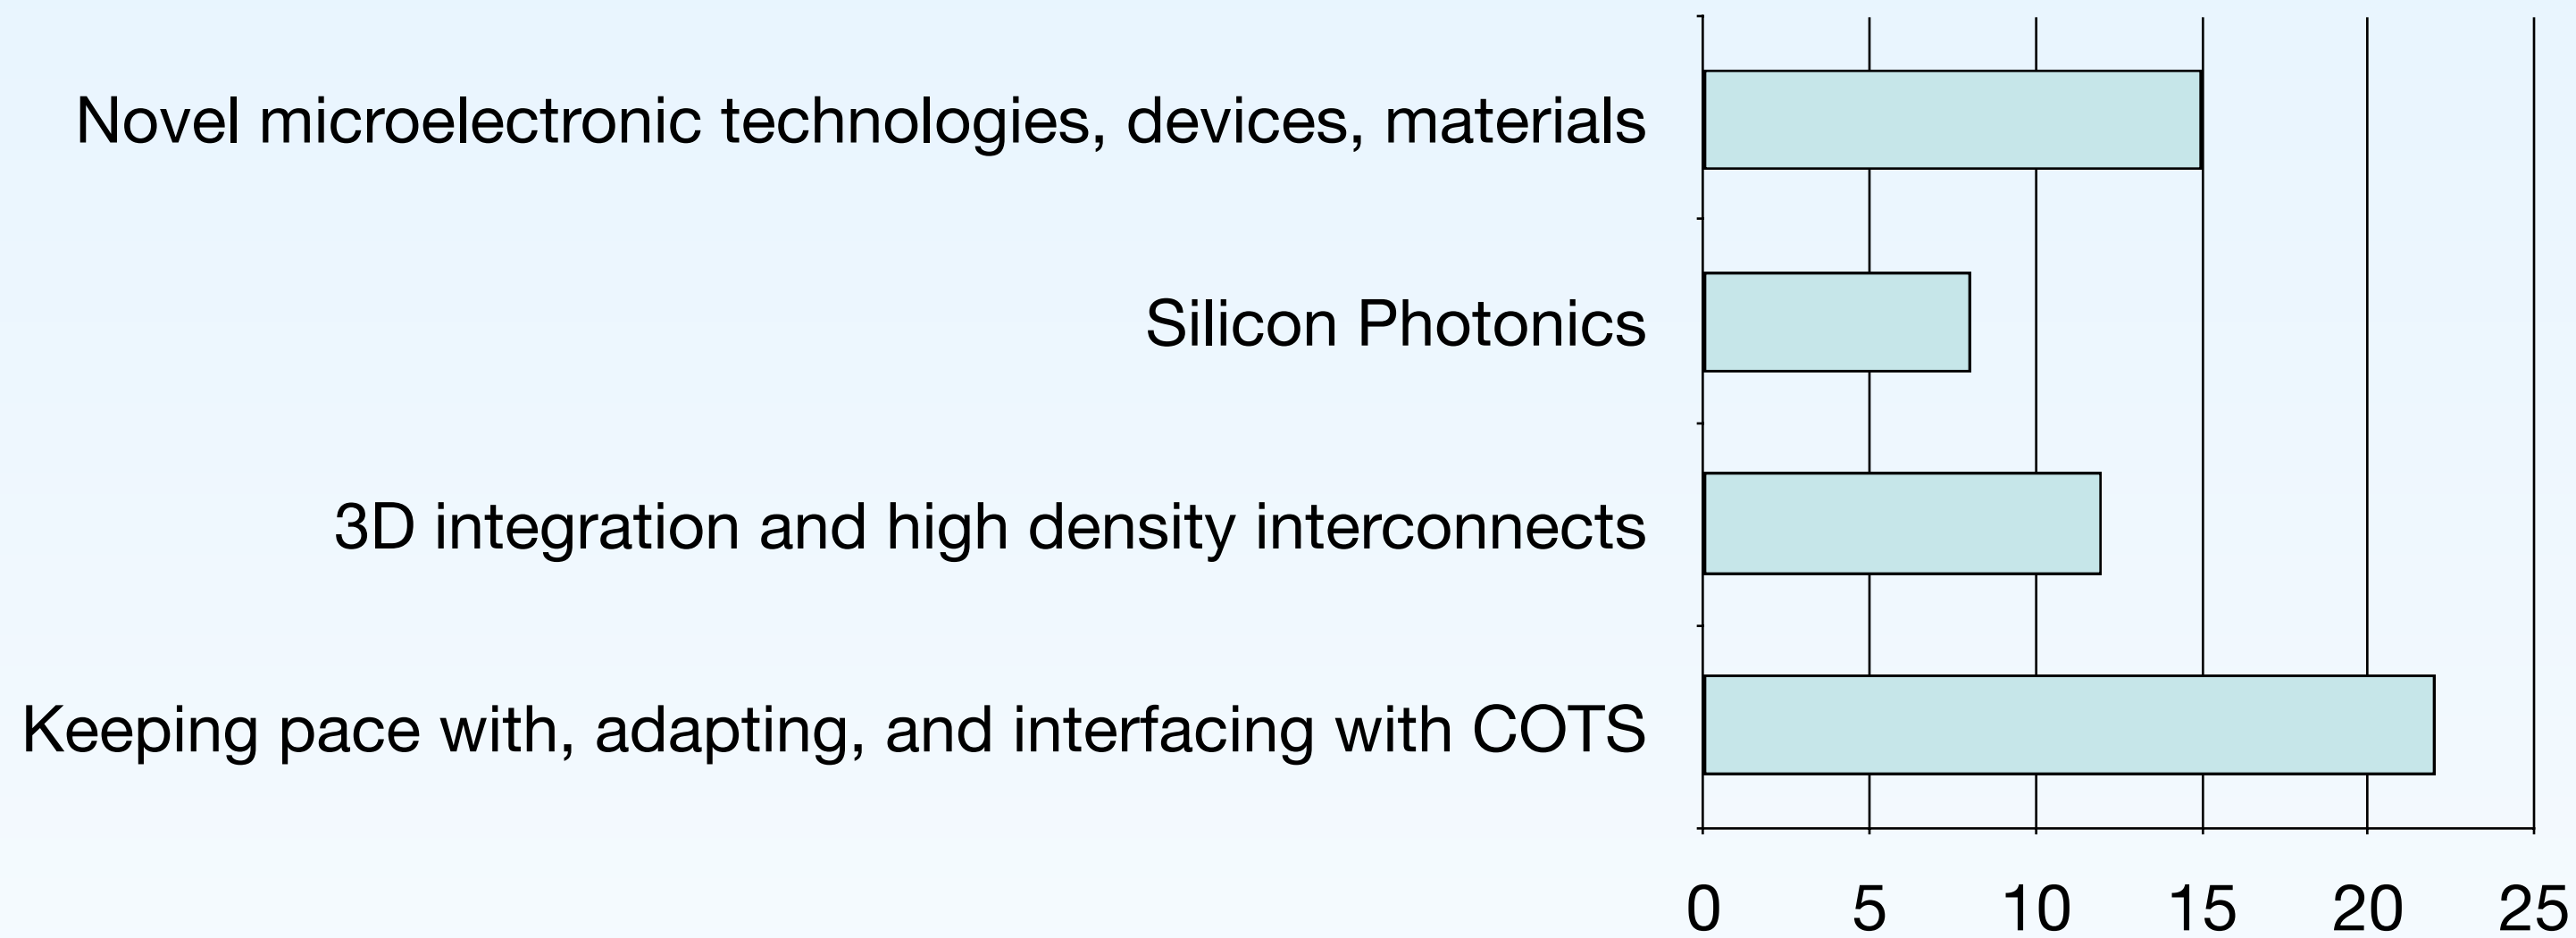 Novel microelectronic technologies, devices, materials
Silicon Photonics
3D integration and high density interconnects
Keeping pace with, adapting, and interfacing with COTS
0 5 10 15 20 25